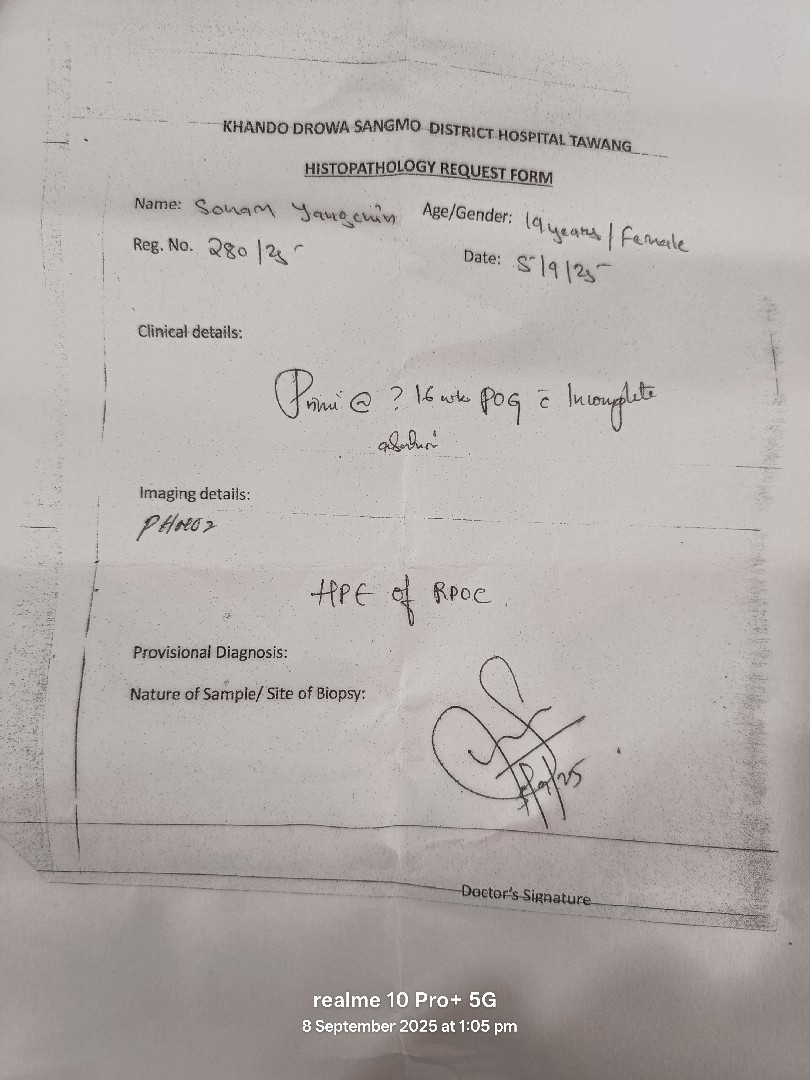 KHANDO DROWA SANGMO DISTRICT HOSPITAL TAWANG
HISTOPATHOLOGY REQUEST FORM
Name: Sonam Yangchin Age/Gender: 19 years / Female
Reg. No. 280/25 Date: 5/9/25
Clinical details:
Primi @ ? 16 wk POG c̄ Incomplete
abortion
Imaging details:
HPE of RPOC
Provisional Diagnosis:
Nature of Sample/ Site of Biopsy:
Doctor's Signature
realme 10 Pro+ 5G
8 September 2025 at 1:05 pm